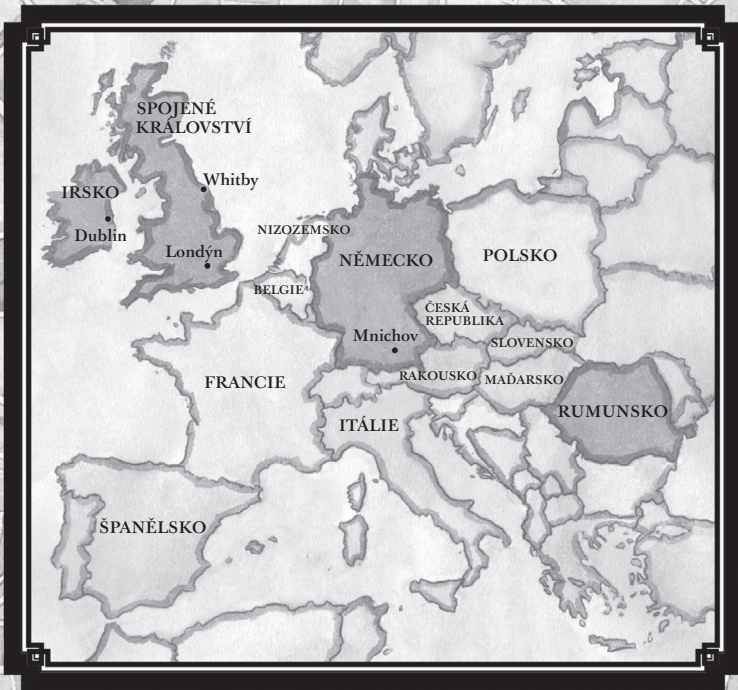 SPOJENÉ
KRÁLOVSTVÍ
IRSKO
Whitby
Dublin
Londýn
NIZOZEMSKO
BELGIE
NĚMECKO
POLSKO
ČESKÁ
REPUBLIKA
Mnichov
SLOVENSKO
RAKOUSKO
MAĎARSKO
FRANCIE
ITÁLIE
RUMUNSKO
ŠPANĚLSKO